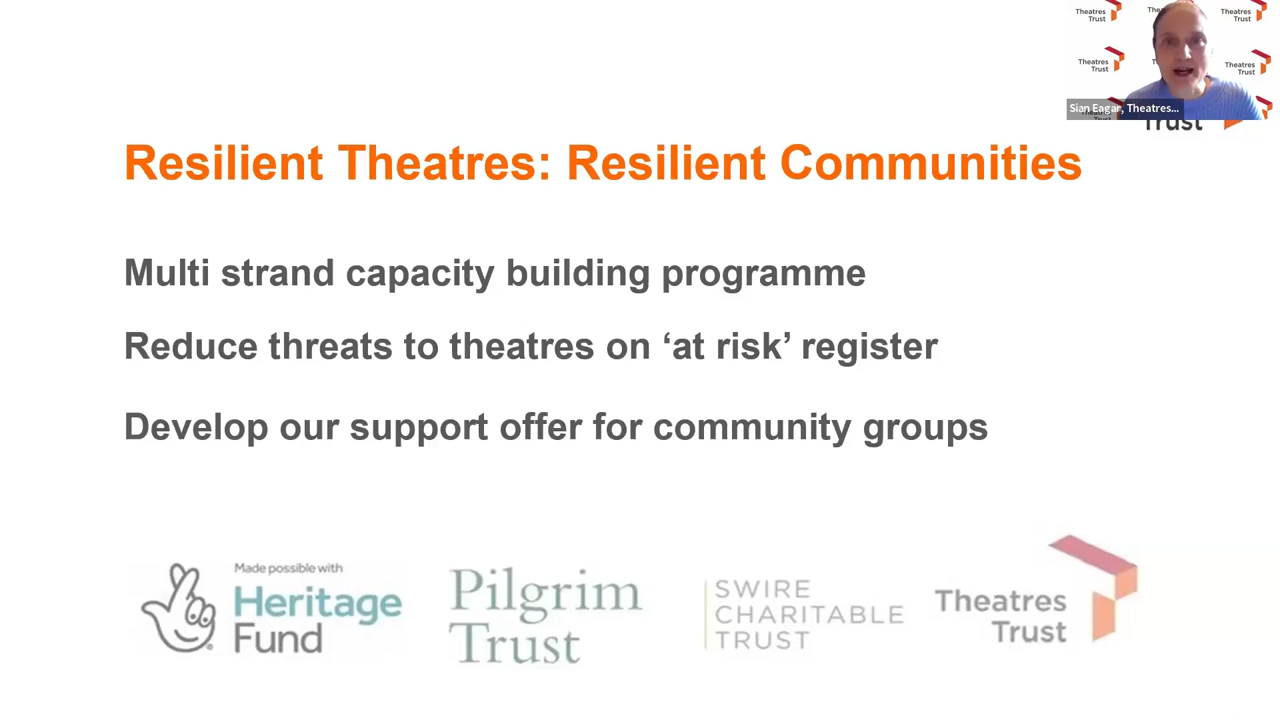 Theatres
Trust
Theatres
Trust
Theatres
Trust
Theatres
Trust
Sian Eagar, Theatres...
Trust
Resilient Theatres: Resilient Communities
Multi strand capacity building programme
Reduce threats to theatres on ‘at risk’ register
Develop our support offer for community groups
Made possible with
Heritage
Fund
Pilgrim
Trust
SWIRE
CHARITABLE
TRUST
Theatres
Trust